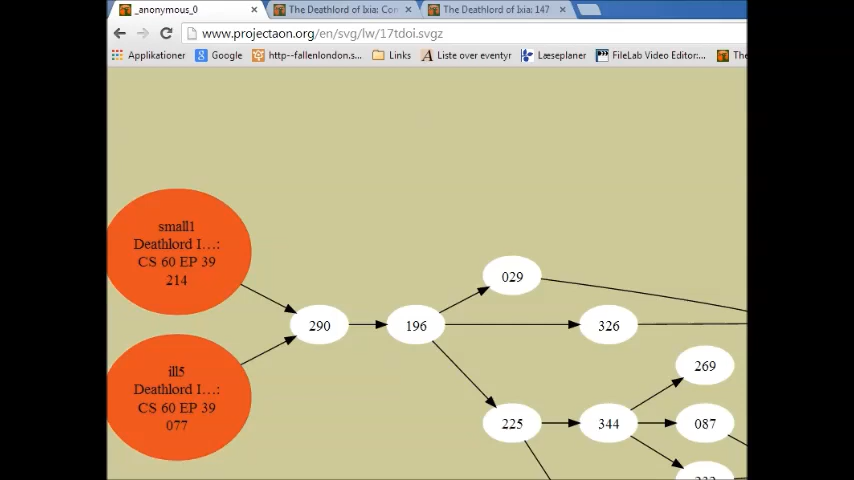 _anonymous_0
The Deathlord of Ixia: Cor
The Deathlord of Ixia: 147
www.projectaon.org/en/svg/lw/17tdoi.svgz
Applikationer
Google
http--fallenlondon.s...
Links
Liste over eventyr
Læseplaner
FileLab Video Editor:...
The
small1
Deathlord I...:
CS 60 EP 39
214
029
290
196
326
269
ill5
Deathlord I...:
CS 60 EP 39
077
225
344
087